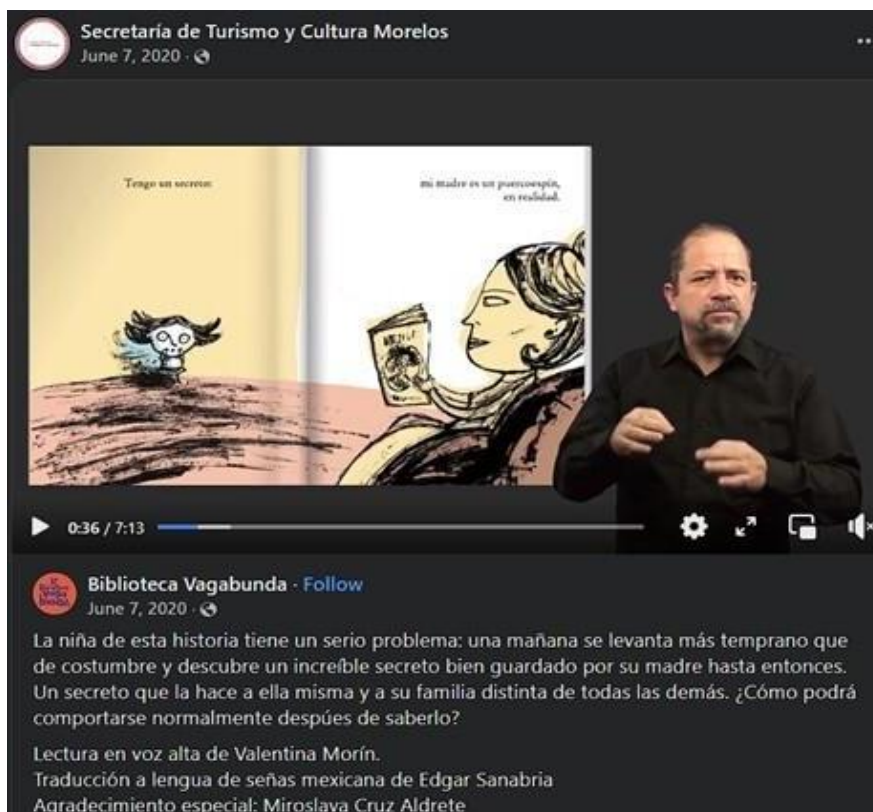 Secretaría de Turismo y Cultura Morelos
June 7, 2020 ·
Tengo un secreto:
mi madre es un puercoespín,
en realidad.
0:36 / 7:13
Biblioteca Vagabunda · Follow
June 7, 2020 ·
La niña de esta historia tiene un serio problema: una mañana se levanta más temprano que
de costumbre y descubre un increíble secreto bien guardado por su madre hasta entonces.
Un secreto que la hace a ella misma y a su familia distinta de todas las demás. ¿Cómo podrá
comportarse normalmente despúes de saberlo?
Lectura en voz alta de Valentina Morín.
Traducción a lengua de señas mexicana de Edgar Sanabria
Agradecimiento especial: Miroslava Cruz Aldrete